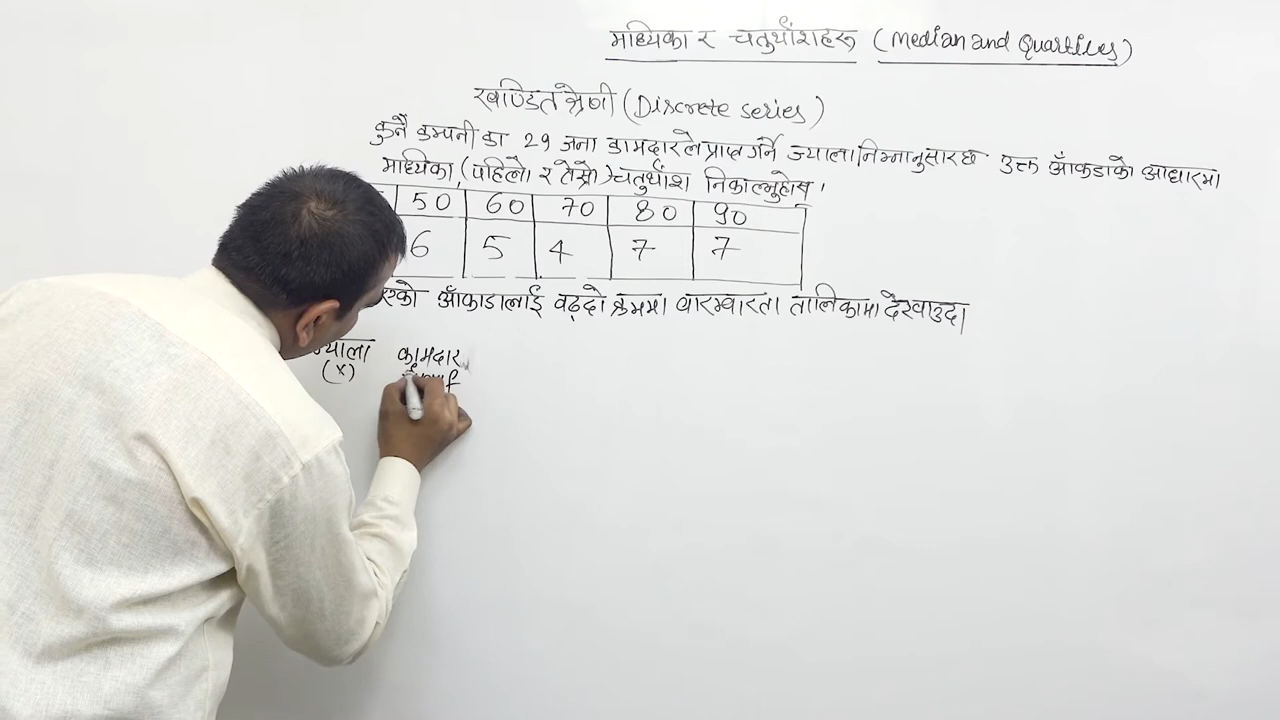 माध्यिका र चतुर्थांशहरू (Median and Quartiles)
खण्डित श्रेणी (Discrete series)
कुनै कम्पनी का 29 जना कामदारले प्राप्त गर्ने ज्याला निम्नानुसार छ उक्त आँकडाको आधारमा
माध्यिका, (पहिलो र तेस्रो) चतुर्थांश निकाल्नुहोस् ।
50 60 70 80 90
6 5 4 7 7
आँकाडालाई बढ्दो क्रममा बारम्बारता तालिकामा देखाउदा
ज्याला कामदार
(x) f